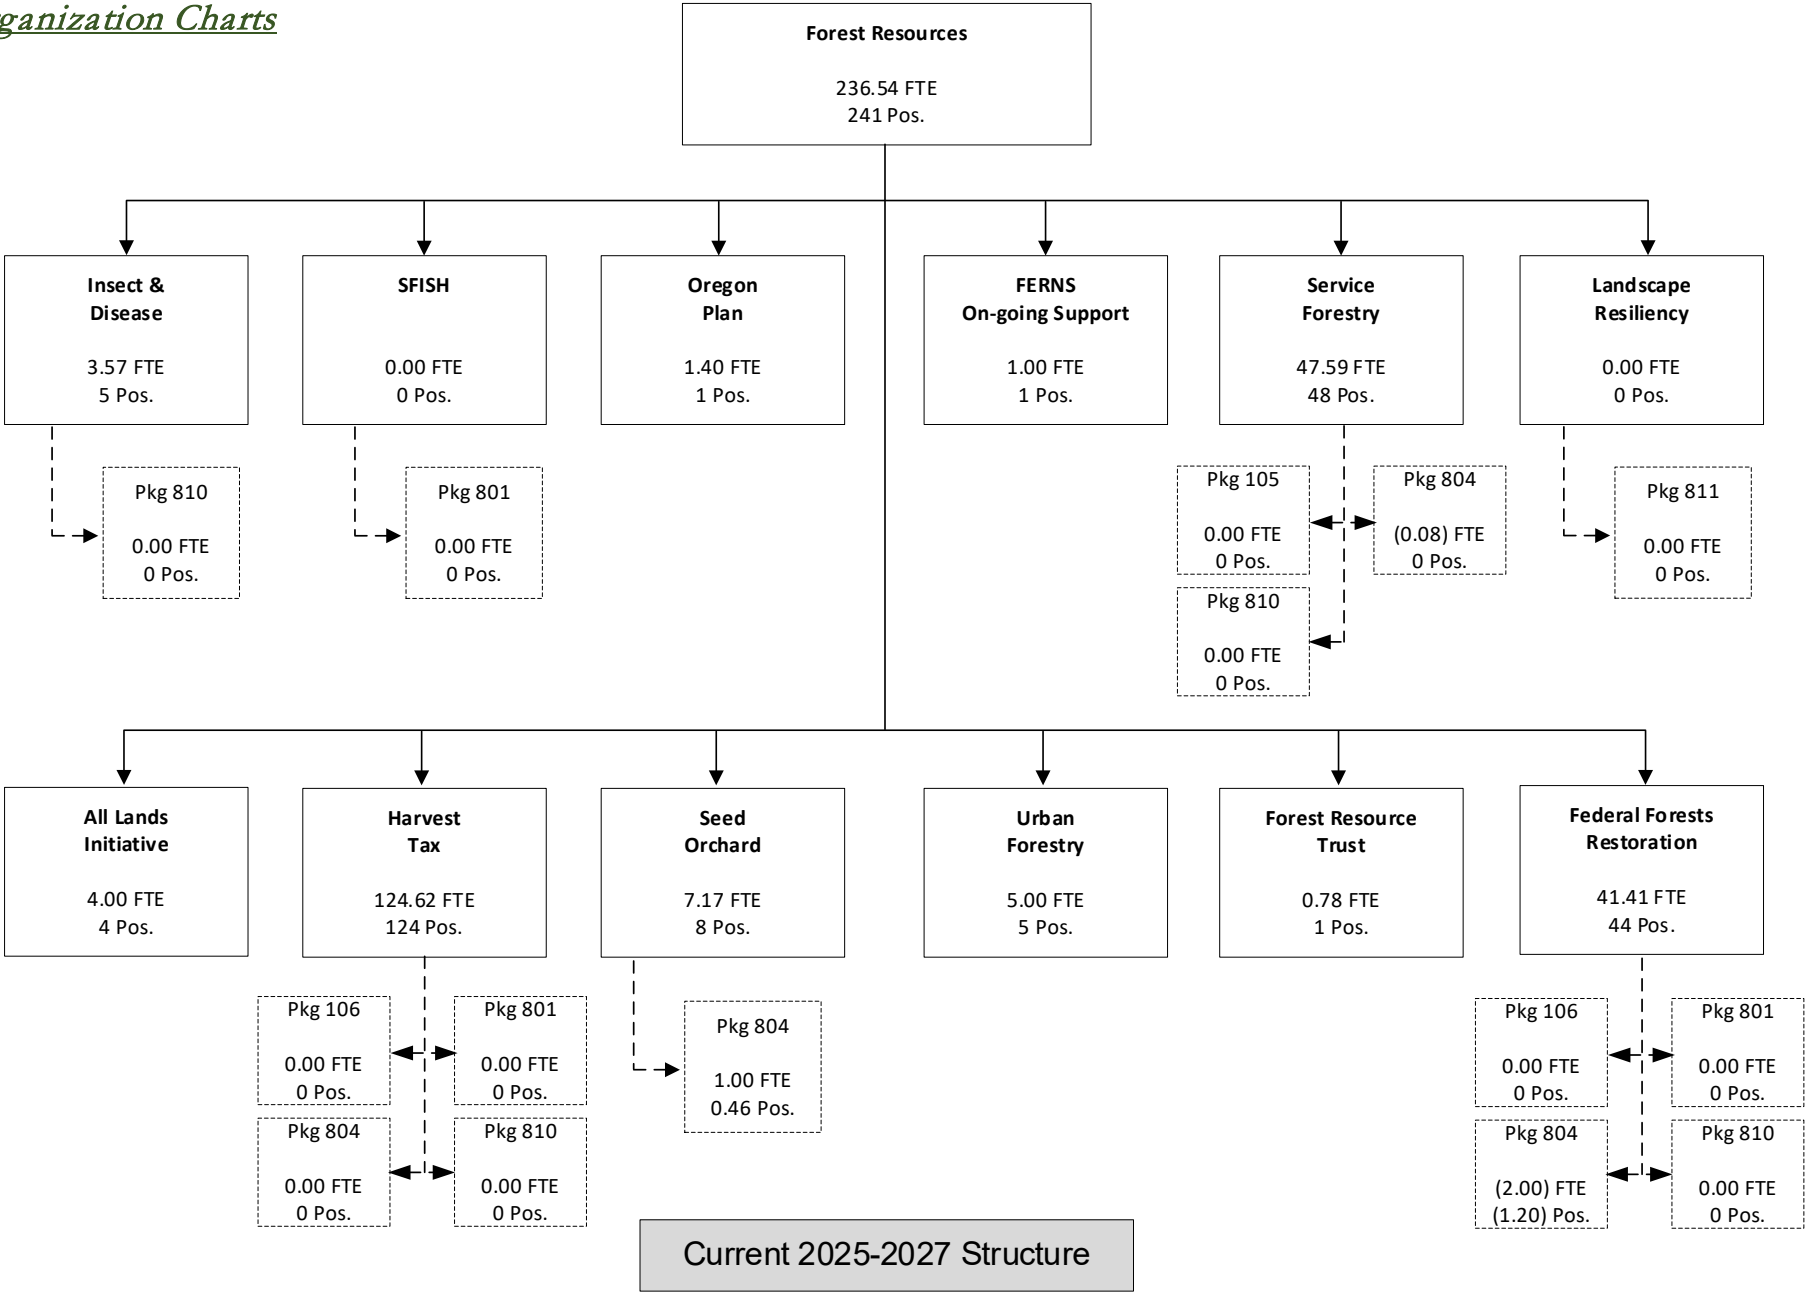 ganization Charts
Forest Resources
236.54 FTE
241 Pos.
Insect &
Disease
3.57 FTE
5 Pos.
SFISH
0.00 FTE
0 Pos.
Oregon
Plan
1.40 FTE
1 Pos.
FERNS
On-going Support
1.00 FTE
1 Pos.
Service
Forestry
47.59 FTE
48 Pos.
Landscape
Resiliency
0.00 FTE
0 Pos.
Pkg 810
0.00 FTE
0 Pos.
Pkg 801
0.00 FTE
0 Pos.
Pkg 105
0.00 FTE
0 Pos.
Pkg 804
(0.08) FTE
0 Pos.
Pkg 810
0.00 FTE
0 Pos.
Pkg 811
0.00 FTE
0 Pos.
All Lands
Initiative
4.00 FTE
4 Pos.
Harvest
Tax
124.62 FTE
124 Pos.
Seed
Orchard
7.17 FTE
8 Pos.
Urban
Forestry
5.00 FTE
5 Pos.
Forest Resource
Trust
0.78 FTE
1 Pos.
Federal Forests
Restoration
41.41 FTE
44 Pos.
Pkg 106
0.00 FTE
0 Pos.
Pkg 801
0.00 FTE
0 Pos.
Pkg 804
0.00 FTE
0 Pos.
Pkg 810
0.00 FTE
0 Pos.
Pkg 804
1.00 FTE
0.46 Pos.
Pkg 106
0.00 FTE
0 Pos.
Pkg 801
0.00 FTE
0 Pos.
Pkg 804
(2.00) FTE
(1.20) Pos.
Pkg 810
0.00 FTE
0 Pos.
Current 2025-2027 Structure